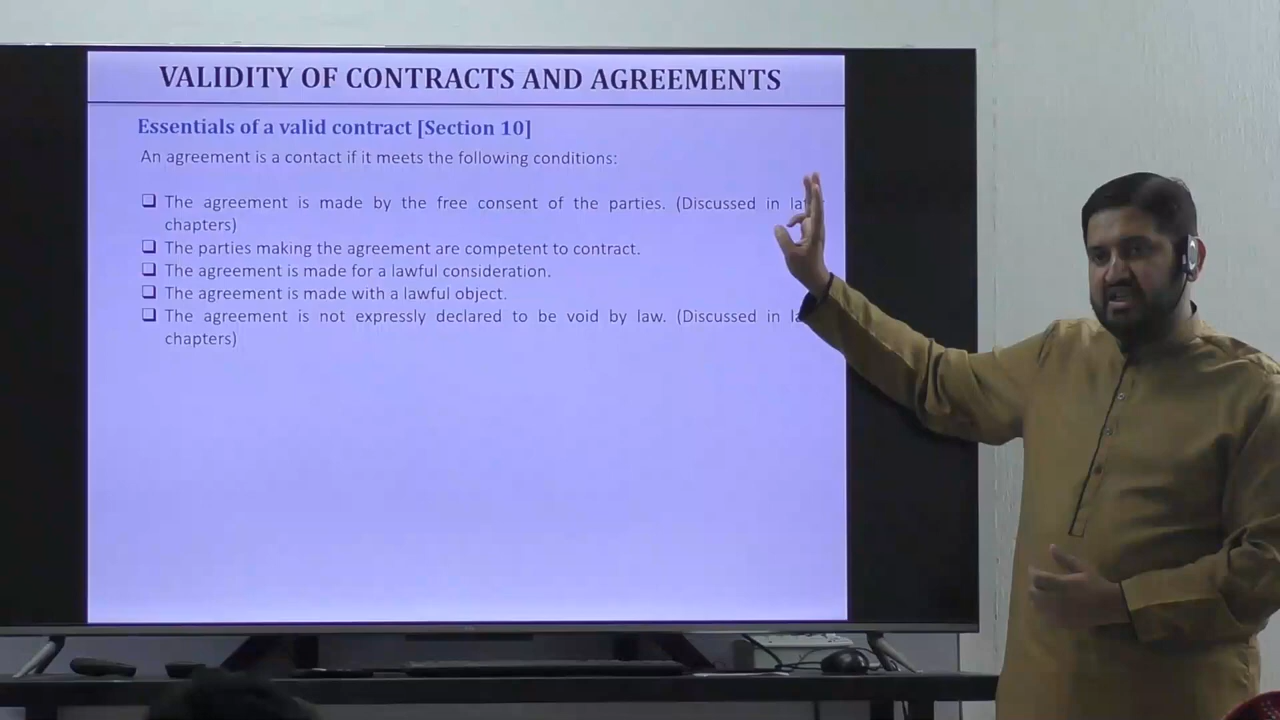 VALIDITY OF CONTRACTS AND AGREEMENTS
Essentials of a valid contract [Section 10]
An agreement is a contact if it meets the following conditions:
❑ The agreement is made by the free consent of the parties. (Discussed in
chapters)
❑ The parties making the agreement are competent to contract.
❑ The agreement is made for a lawful consideration.
❑ The agreement is made with a lawful object.
❑ The agreement is not expressly declared to be void by law. (Discussed in
chapters)